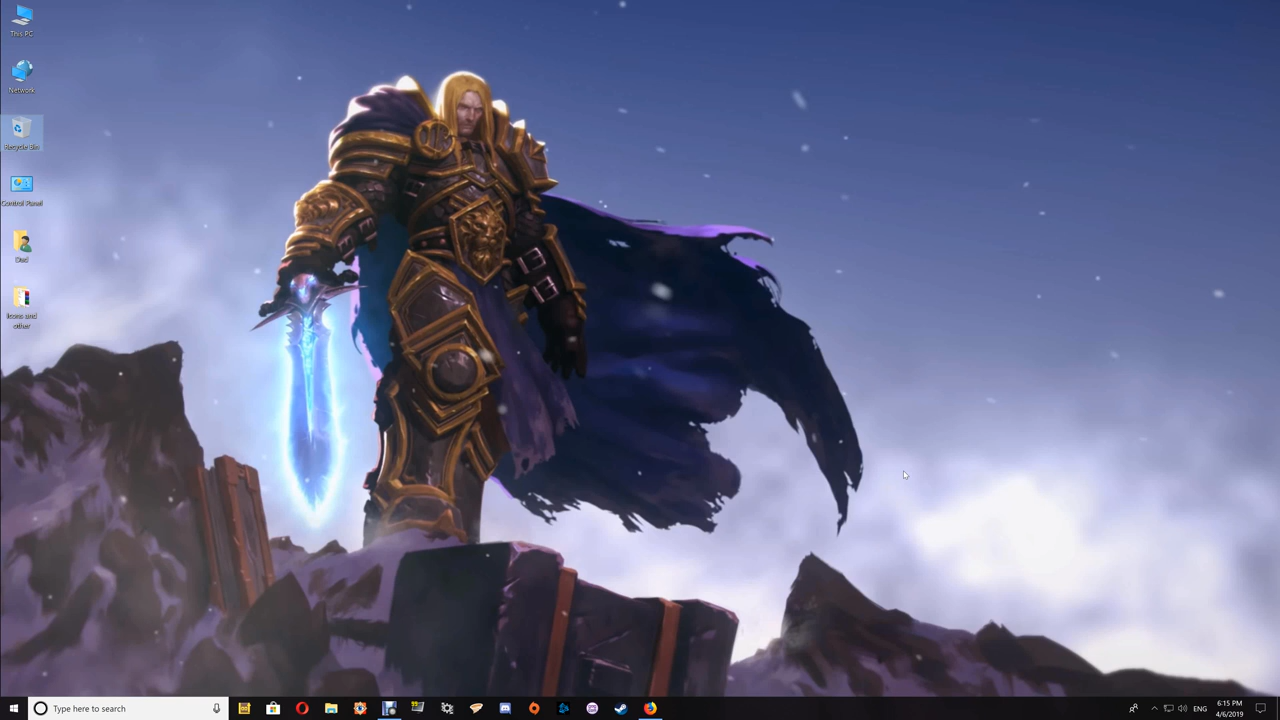 This PC
Network
Recycle Bin
Control Panel
Dad
Icons and
other
Type here to search
ENG
6:15 PM
4/6/2019